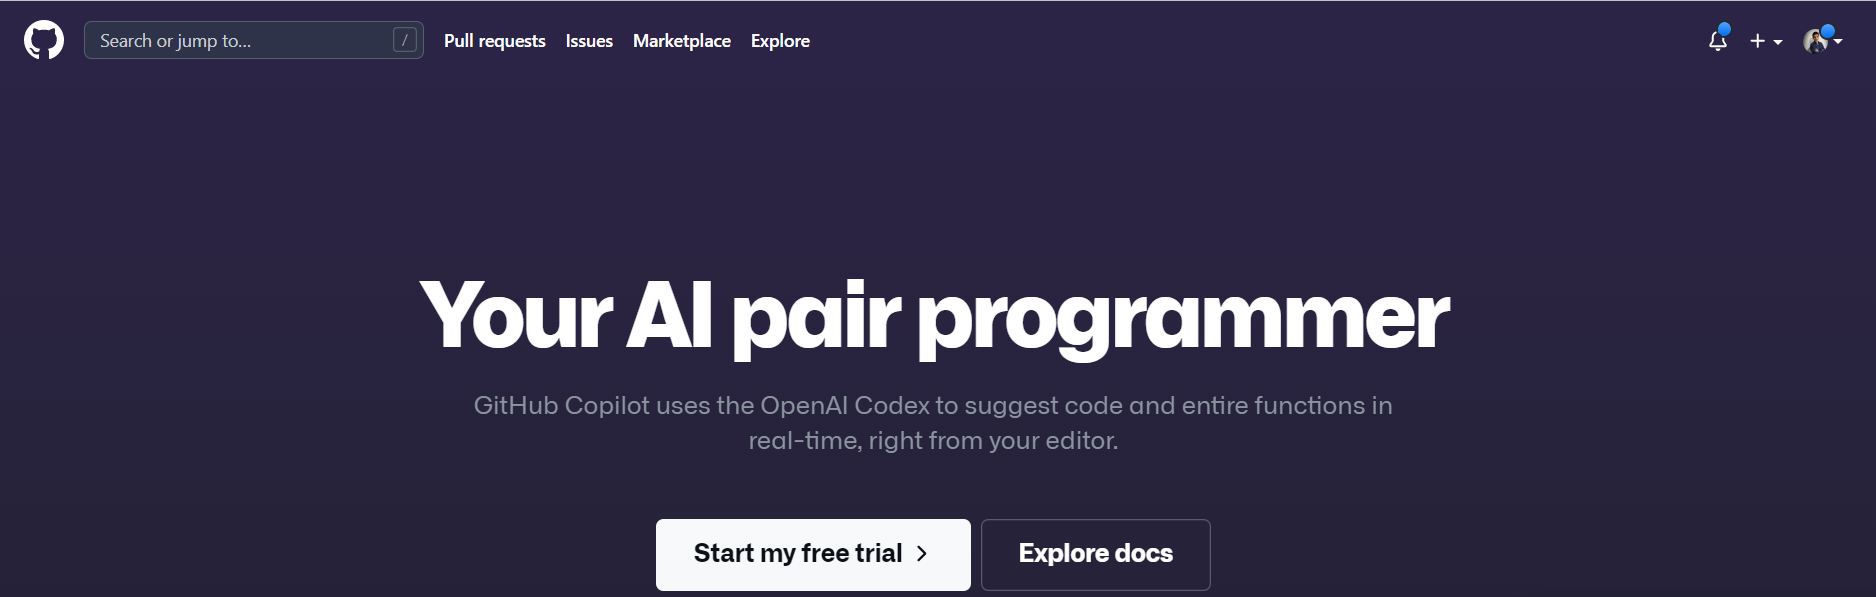 Search or jump to... /
Pull requests
Issues
Marketplace
Explore
Your AI pair programmer
GitHub Copilot uses the OpenAI Codex to suggest code and entire functions in
real-time, right from your editor.
Start my free trial
Explore docs